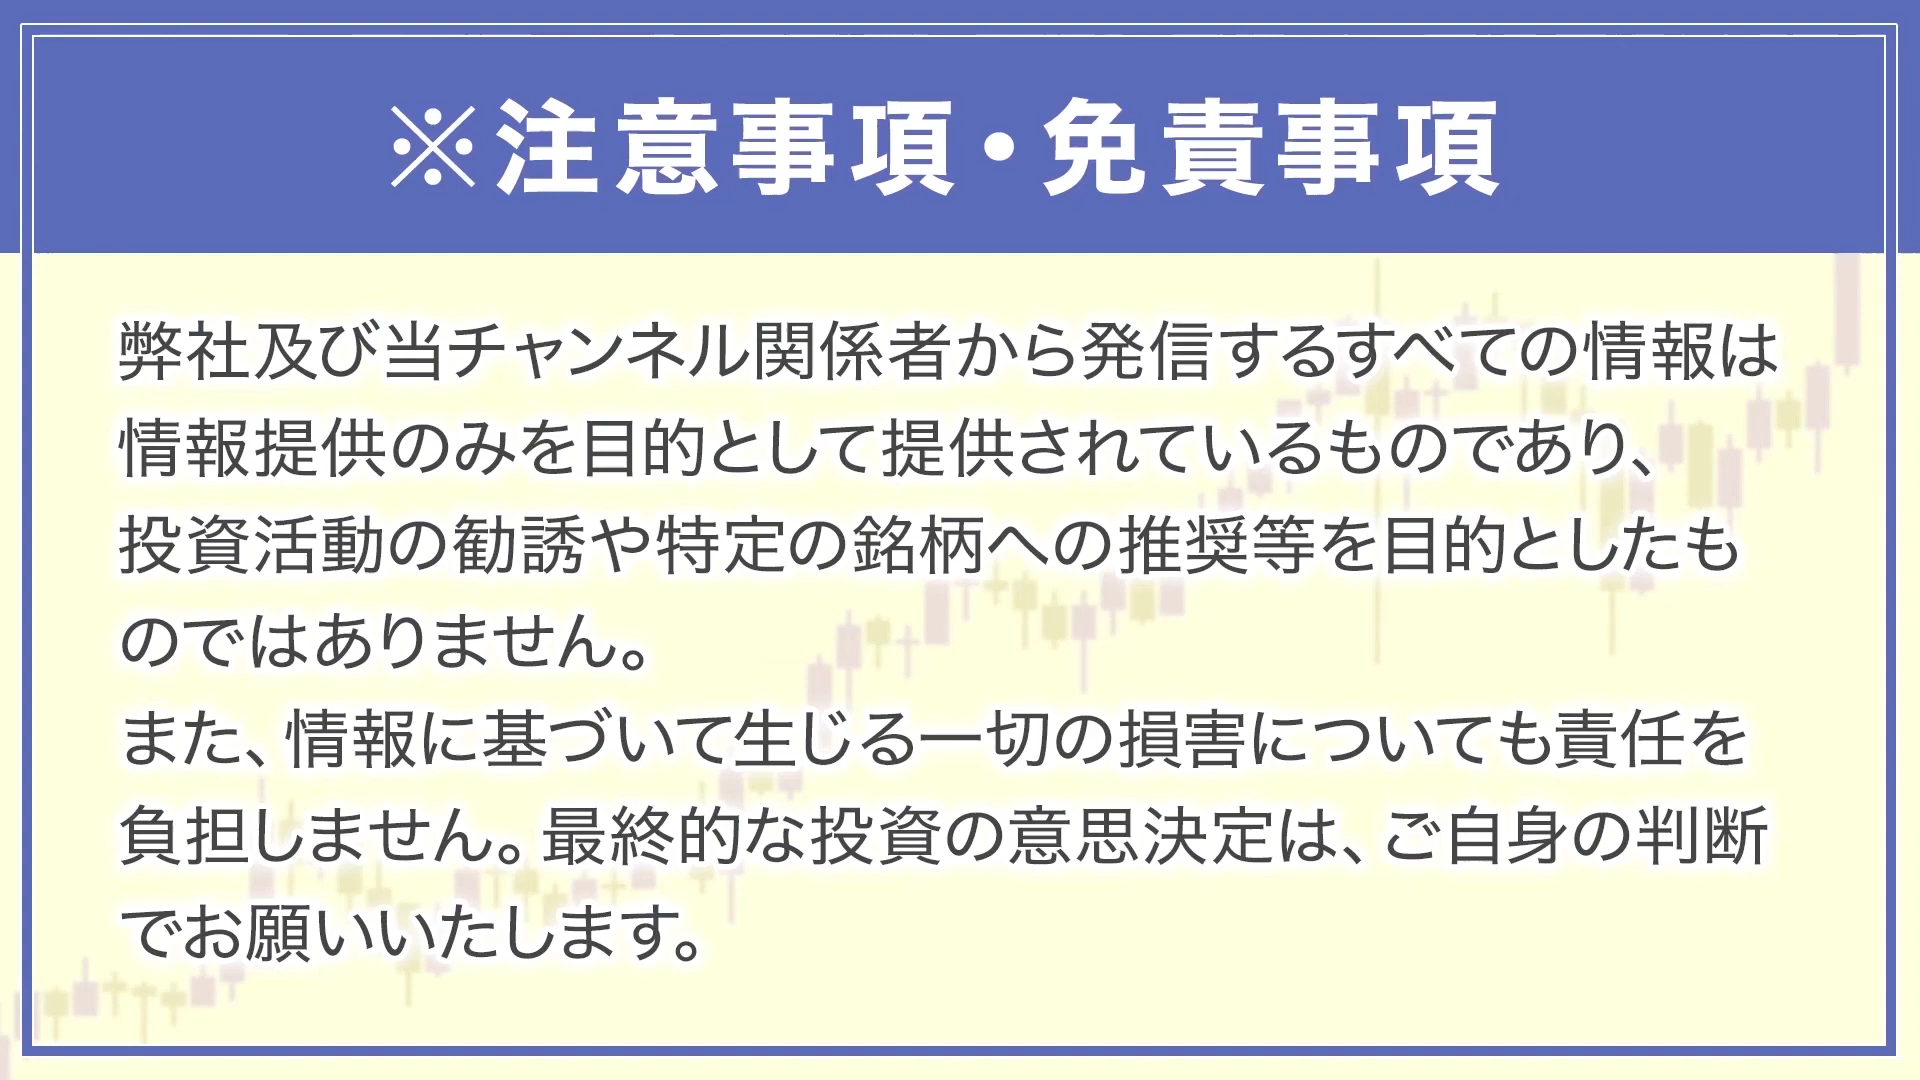 ※注意事項・免責事項
弊社及び当チャンネル関係者から発信するすべての情報は
情報提供のみを目的として提供されているものであり、
投資活動の勧誘や特定の銘柄への推奨等を目的としたも
のではありません。
また、情報に基づいて生じる一切の損害についても責任を
負担しません。最終的な投資の意思決定は、ご自身の判断
でお願いいたします。